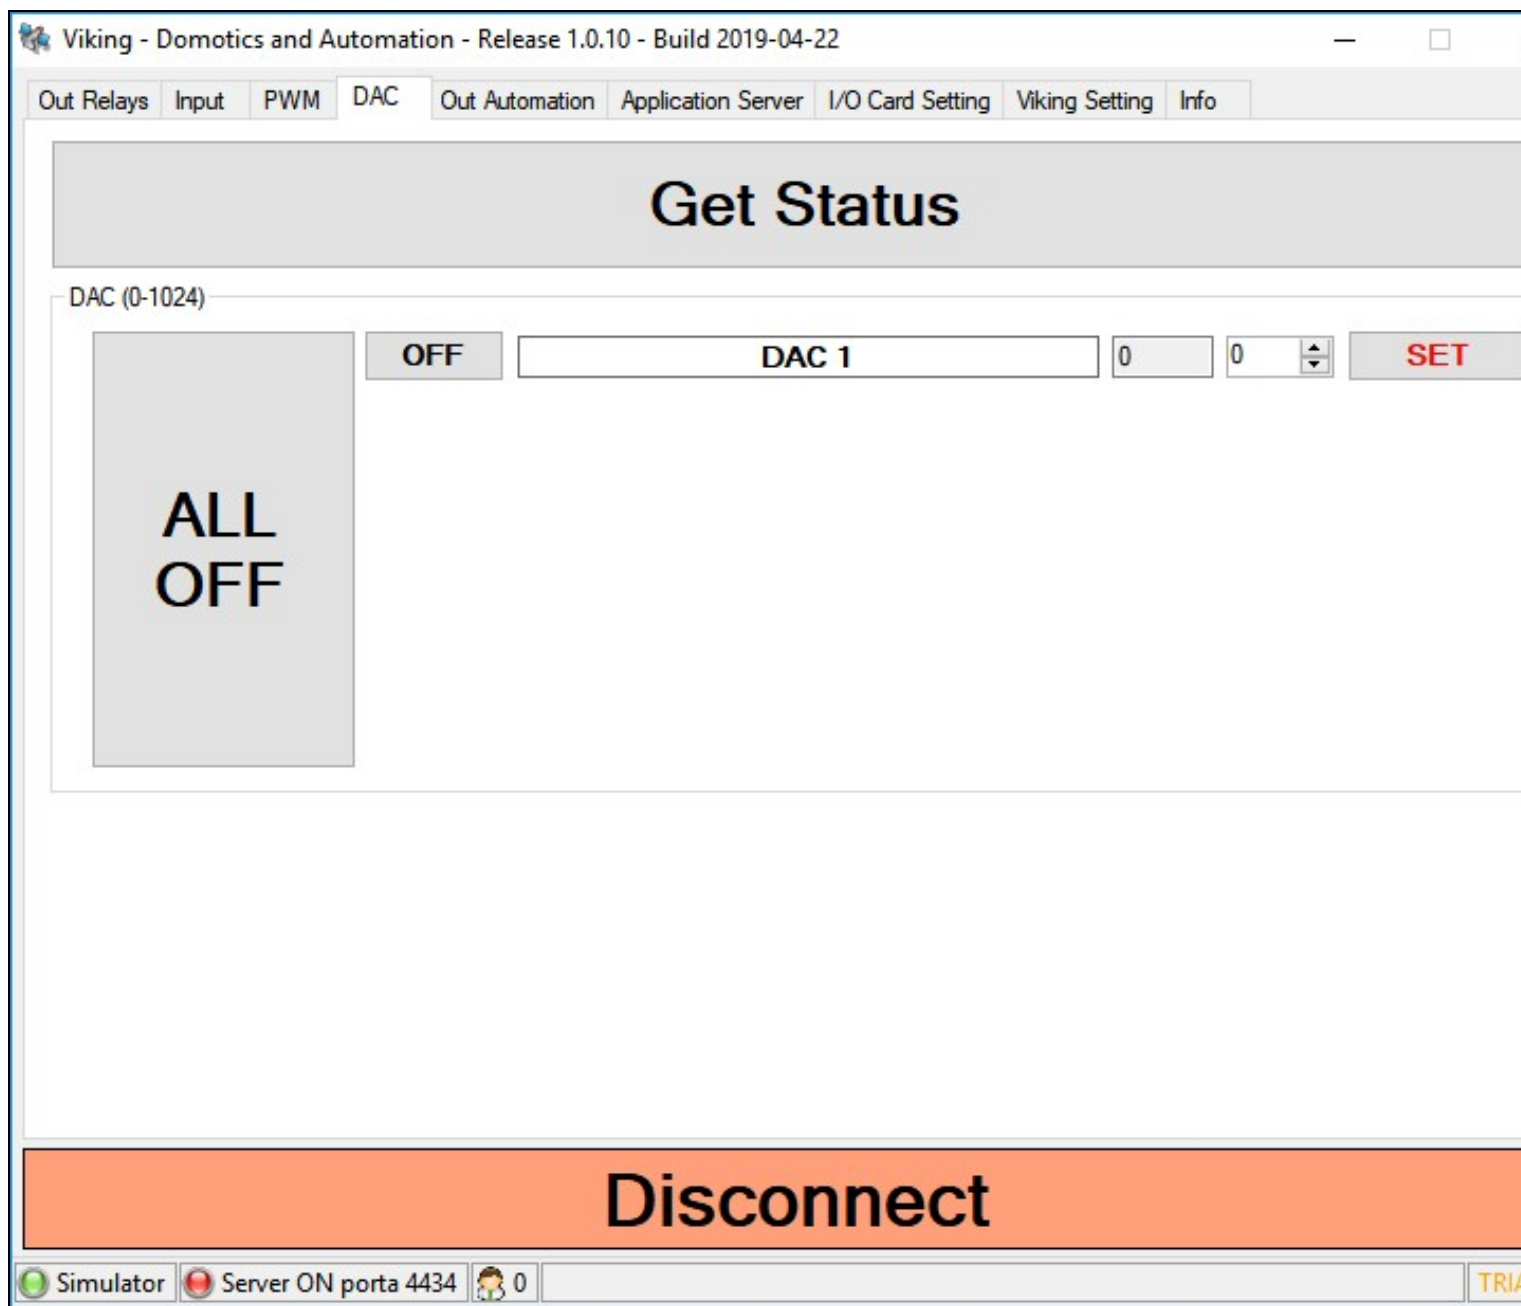 Viking - Domotics and Automation - Release 1.0.10 - Build 2019-04-22
Out Relays Input PWM DAC Out Automation Application Server I/O Card Setting Viking Setting Info
Get Status
DAC (0-1024)
OFF DAC 1 0 0 SET
ALL
OFF
Disconnect
Simulator Server ON porta 4434 0